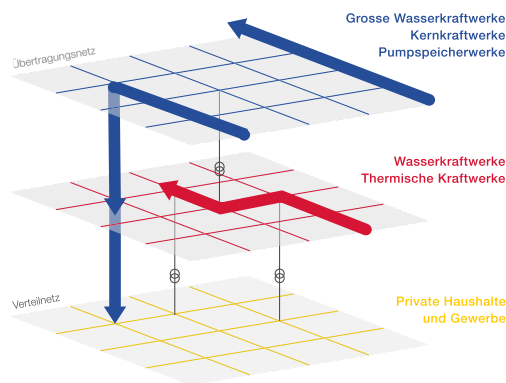 Grosse Wasserkraftwerke
Kernkraftwerke
Pumpspeicherwerke
Übertragungsnetz
Wasserkraftwerke
Thermische Kraftwerke
Verteilnetz
Private Haushalte
und Gewerbe